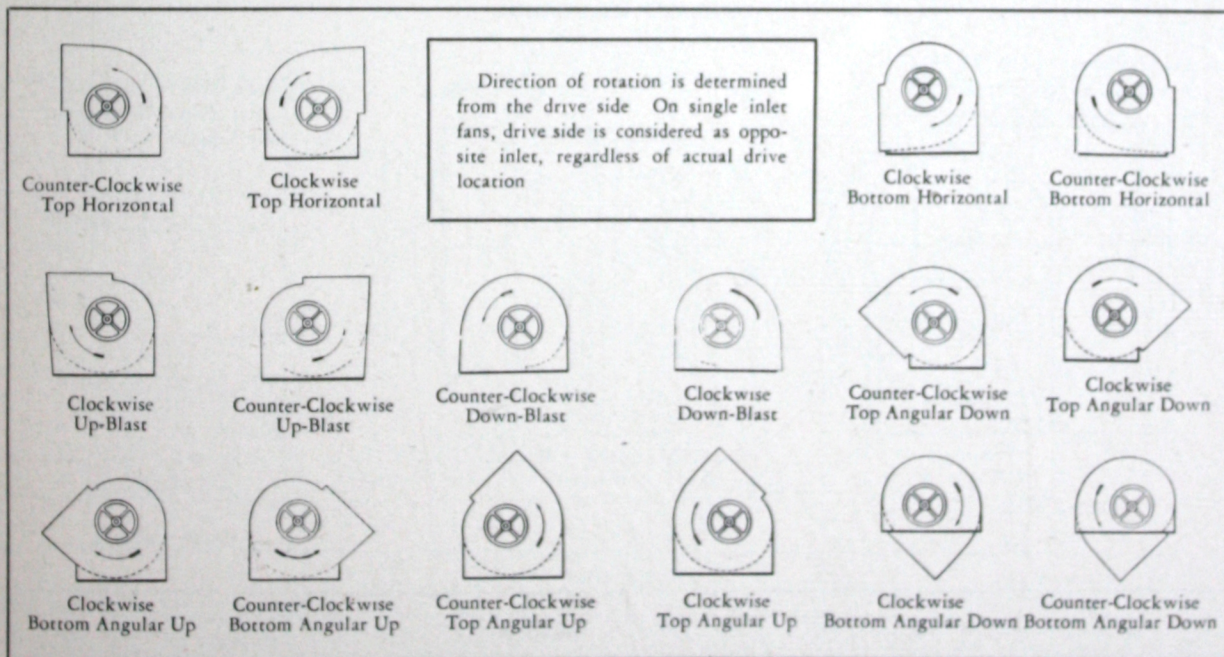 Counter-Clockwise
Top Horizontal
Clockwise
Top Horizontal
Direction of rotation is determined
from the drive side On single inlet
fans, drive side is considered as oppo-
site inlet, regardless of actual drive
location
Clockwise
Bottom Horizontal
Counter-Clockwise
Bottom Horizontal
Clockwise
Up-Blast
Counter-Clockwise
Up-Blast
Counter-Clockwise
Down-Blast
Clockwise
Down-Blast
Counter-Clockwise
Top Angular Down
Clockwise
Top Angular Down
Clockwise
Bottom Angular Up
Counter-Clockwise
Bottom Angular Up
Counter-Clockwise
Top Angular Up
Clockwise
Top Angular Up
Clockwise
Bottom Angular Down
Counter-Clockwise
Bottom Angular Down